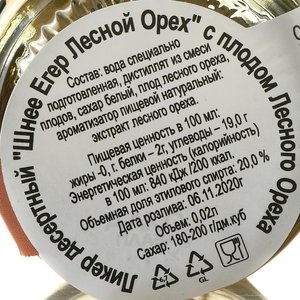 Ликер десертный "Шнее Егер Лесной Орех" с плодом Лесного Ореха
Состав: вода специально
подготовленная, дистиллят из смеси
плодов, сахар белый, плод лесного ореха,
ароматизатор пищевой натуральный:
экстракт лесного ореха.
Пищевая ценность в 100 мл:
жиры -0, г. белки - 2г, углеводы – 19,0 г
Энергетическая ценность (калорийность)
в 100 мл: 840 кДж /200 ккал.
Объемная доля этилового спирта: 20,0 %
Дата розлива: 06.11.2020г
Объем: 0,02л
Сахар: 180-200 г/дм.куб
GL